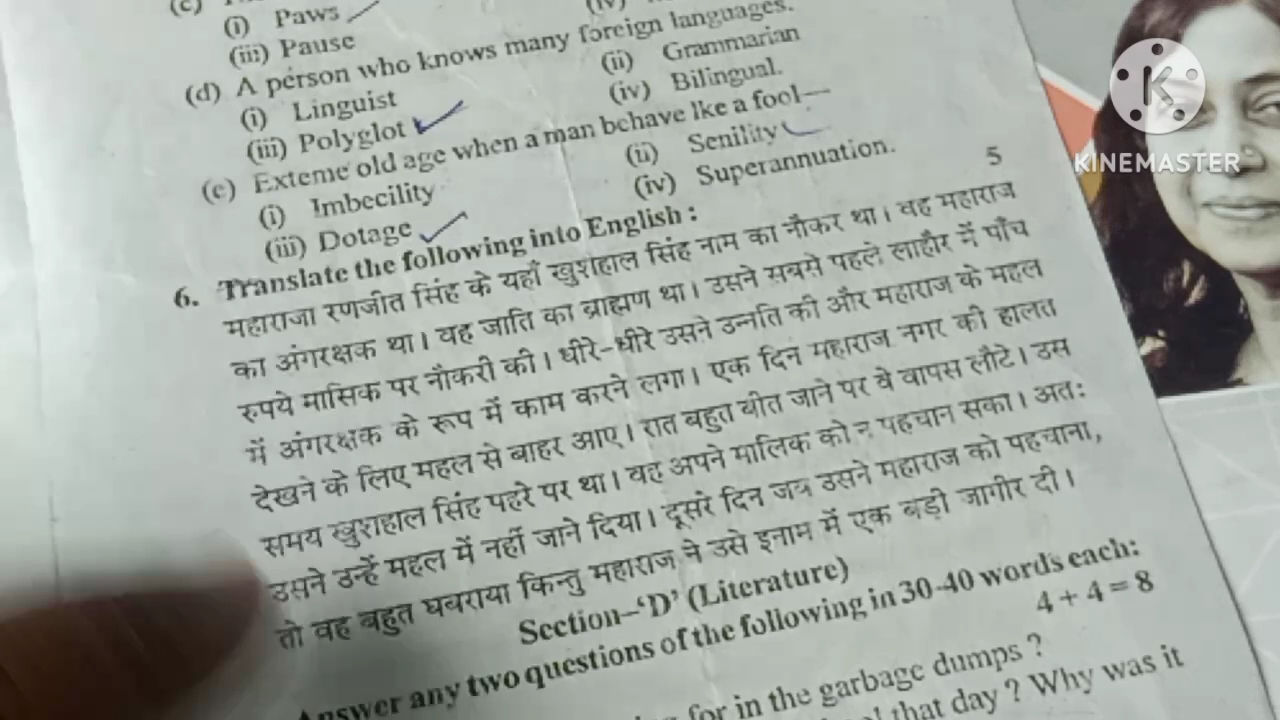 (c)
(i) Paws
(iii) Pause
(d) A person who knows many foreign languages.
(i) Linguist (ii) Grammarian
(iii) Polyglot (iv) Bilingual.
(e) Exteme old age when a man behave lke a fool—
(i) Imbecility (ii) Senility
(iii) Dotage (iv) Superannuation.
6. Translate the following into English : 5
महाराजा रणजीत सिंह के यहाँ खुशहाल सिंह नाम का नौकर था। वह महाराज
का अंगरक्षक था। वह जाति का ब्राह्मण था। उसने सबसे पहले लाहौर में पाँच
रुपये मासिक पर नौकरी की। धीरे-धीरे उसने उन्नति की और महाराज के महल
में अंगरक्षक के रूप में काम करने लगा। एक दिन महाराज नगर की हालत
देखने के लिए महल से बाहर आए। रात बहुत बीत जाने पर वे वापस लौटे। उस
समय खुशहाल सिंह पहरे पर था। वह अपने मालिक को न पहचान सका। अतः
उसने उन्हें महल में नहीं जाने दिया। दूसरे दिन जब उसने महाराज को पहचाना,
तो वह बहुत घबराया किन्तु महाराज ने उसे इनाम में एक बड़ी जागीर दी।
Section–'D' (Literature)
Answer any two questions of the following in 30-40 words each:
4 + 4 = 8
for in the garbage dumps ?
that day ? Why was it
K
KINEMASTER